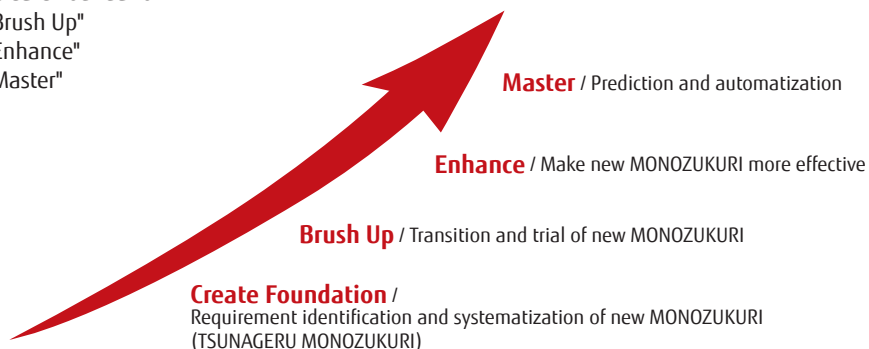 Brush Up"
Enhance"
Master"
Master / Prediction and automatization
Enhance / Make new MONOZUKURI more effective
Brush Up / Transition and trial of new MONOZUKURI
Create Foundation /
Requirement identification and systematization of new MONOZUKURI
(TSUNAGERU MONOZUKURI)